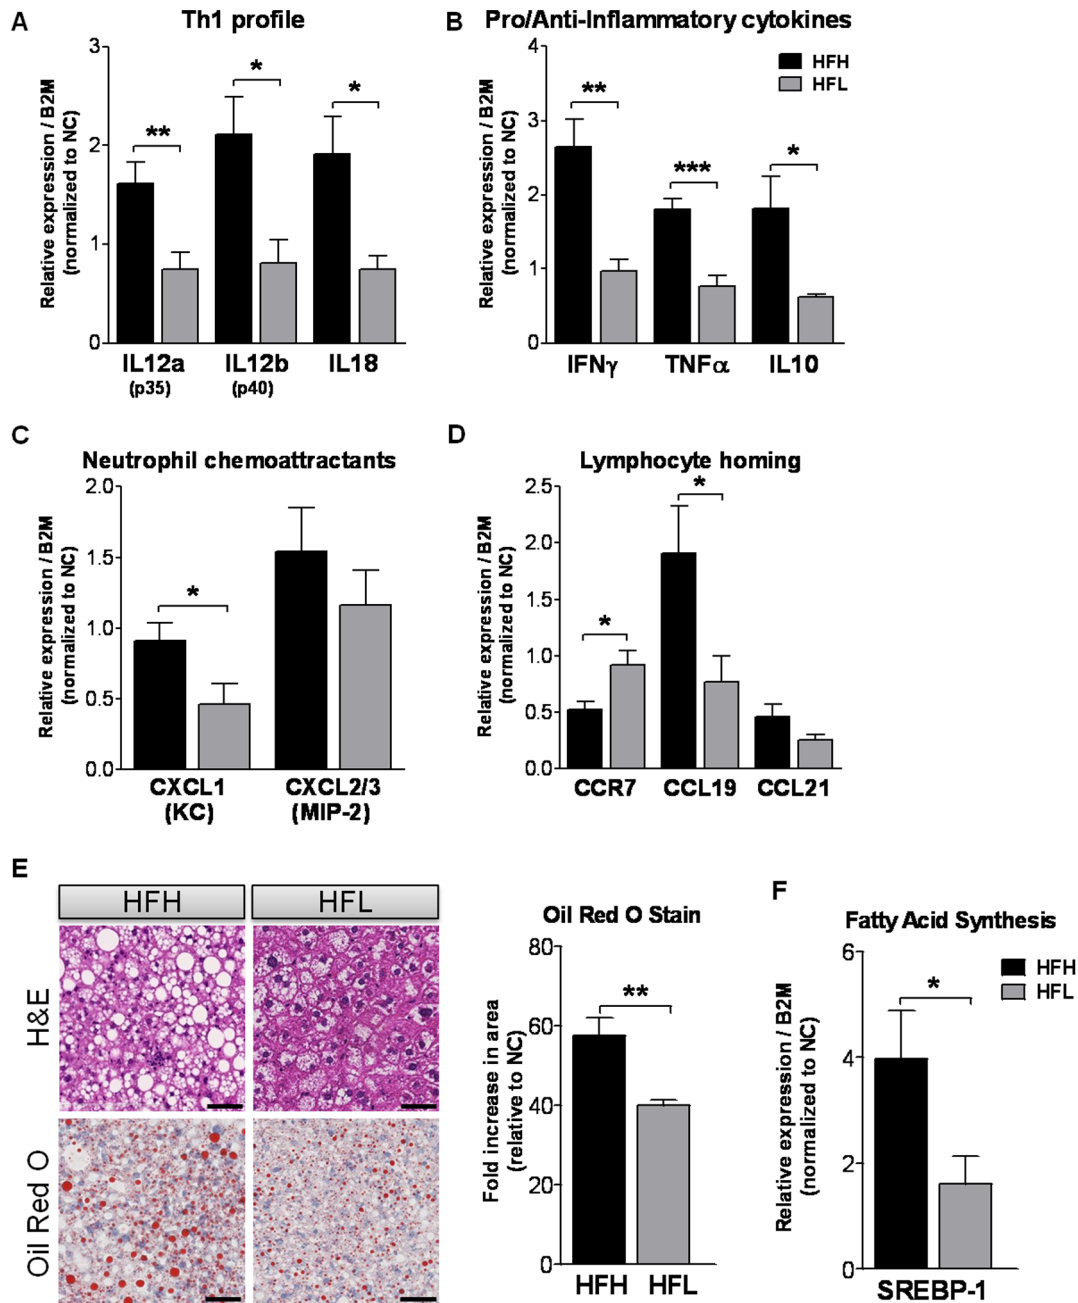 A
Th1 profile
Relative expression / B2M
(normalized to NC)
3
2
1
0
**
*
*
IL12a
(p35)
IL12b
(p40)
IL18
B
Pro/Anti-Inflammatory cytokines
Relative expression / B2M
(normalized to NC)
4
3
2
1
0
HFH
HFL
**
***
*
IFNγ
TNFα
IL10
C
Neutrophil chemoattractants
Relative expression / B2M
(normalized to NC)
2.0
1.5
1.0
0.5
0.0
*
CXCL1
(KC)
CXCL2/3
(MIP-2)
D
Lymphocyte homing
Relative expression / B2M
(normalized to NC)
2.5
2.0
1.5
1.0
0.5
0.0
*
*
CCR7
CCL19
CCL21
E
HFH
HFL
H&E
Oil Red O
Oil Red O Stain
Fold increase in area
(relative to NC)
80
60
40
20
0
**
HFH
HFL
F
Fatty Acid Synthesis
Relative expression / B2M
(normalized to NC)
6
4
2
0
HFH
HFL
*
SREBP-1